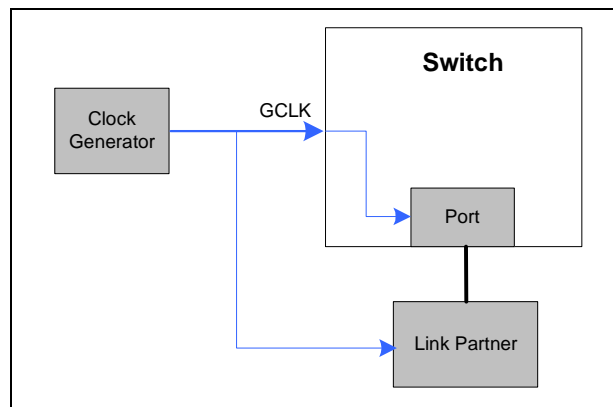 Switch
GCLK
Clock
Generator
Port
Link Partner